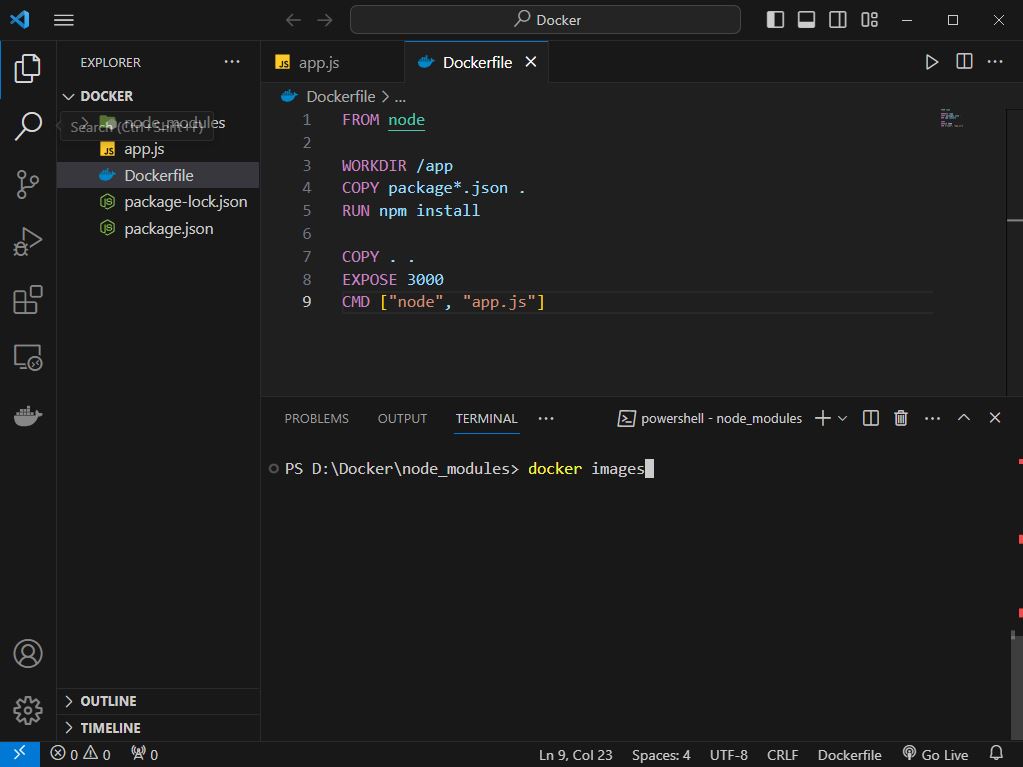 Docker
EXPLORER
DOCKER
node_modules
Search (Ctrl+Shift+F)
app.js
Dockerfile
package-lock.json
package.json
OUTLINE
TIMELINE
JS app.js
Dockerfile
Dockerfile > ...
1 FROM node
2
3 WORKDIR /app
4 COPY package*.json .
5 RUN npm install
6
7 COPY . .
8 EXPOSE 3000
9 CMD ["node", "app.js"]
PROBLEMS OUTPUT TERMINAL
powershell - node_modules
PS D:\Docker\node_modules> docker images
0 0 0 Ln 9, Col 23 Spaces: 4 UTF-8 CRLF Dockerfile Go Live